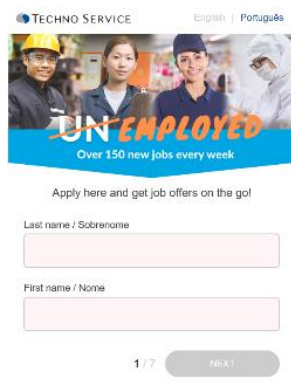 TECHNO SERVICE
English | Português
UNEMPLOYED
Over 150 new jobs every week
Apply here and get job offers on the go!
Last name / Sobrenome
First name / Nome
1 / 7 NEXT